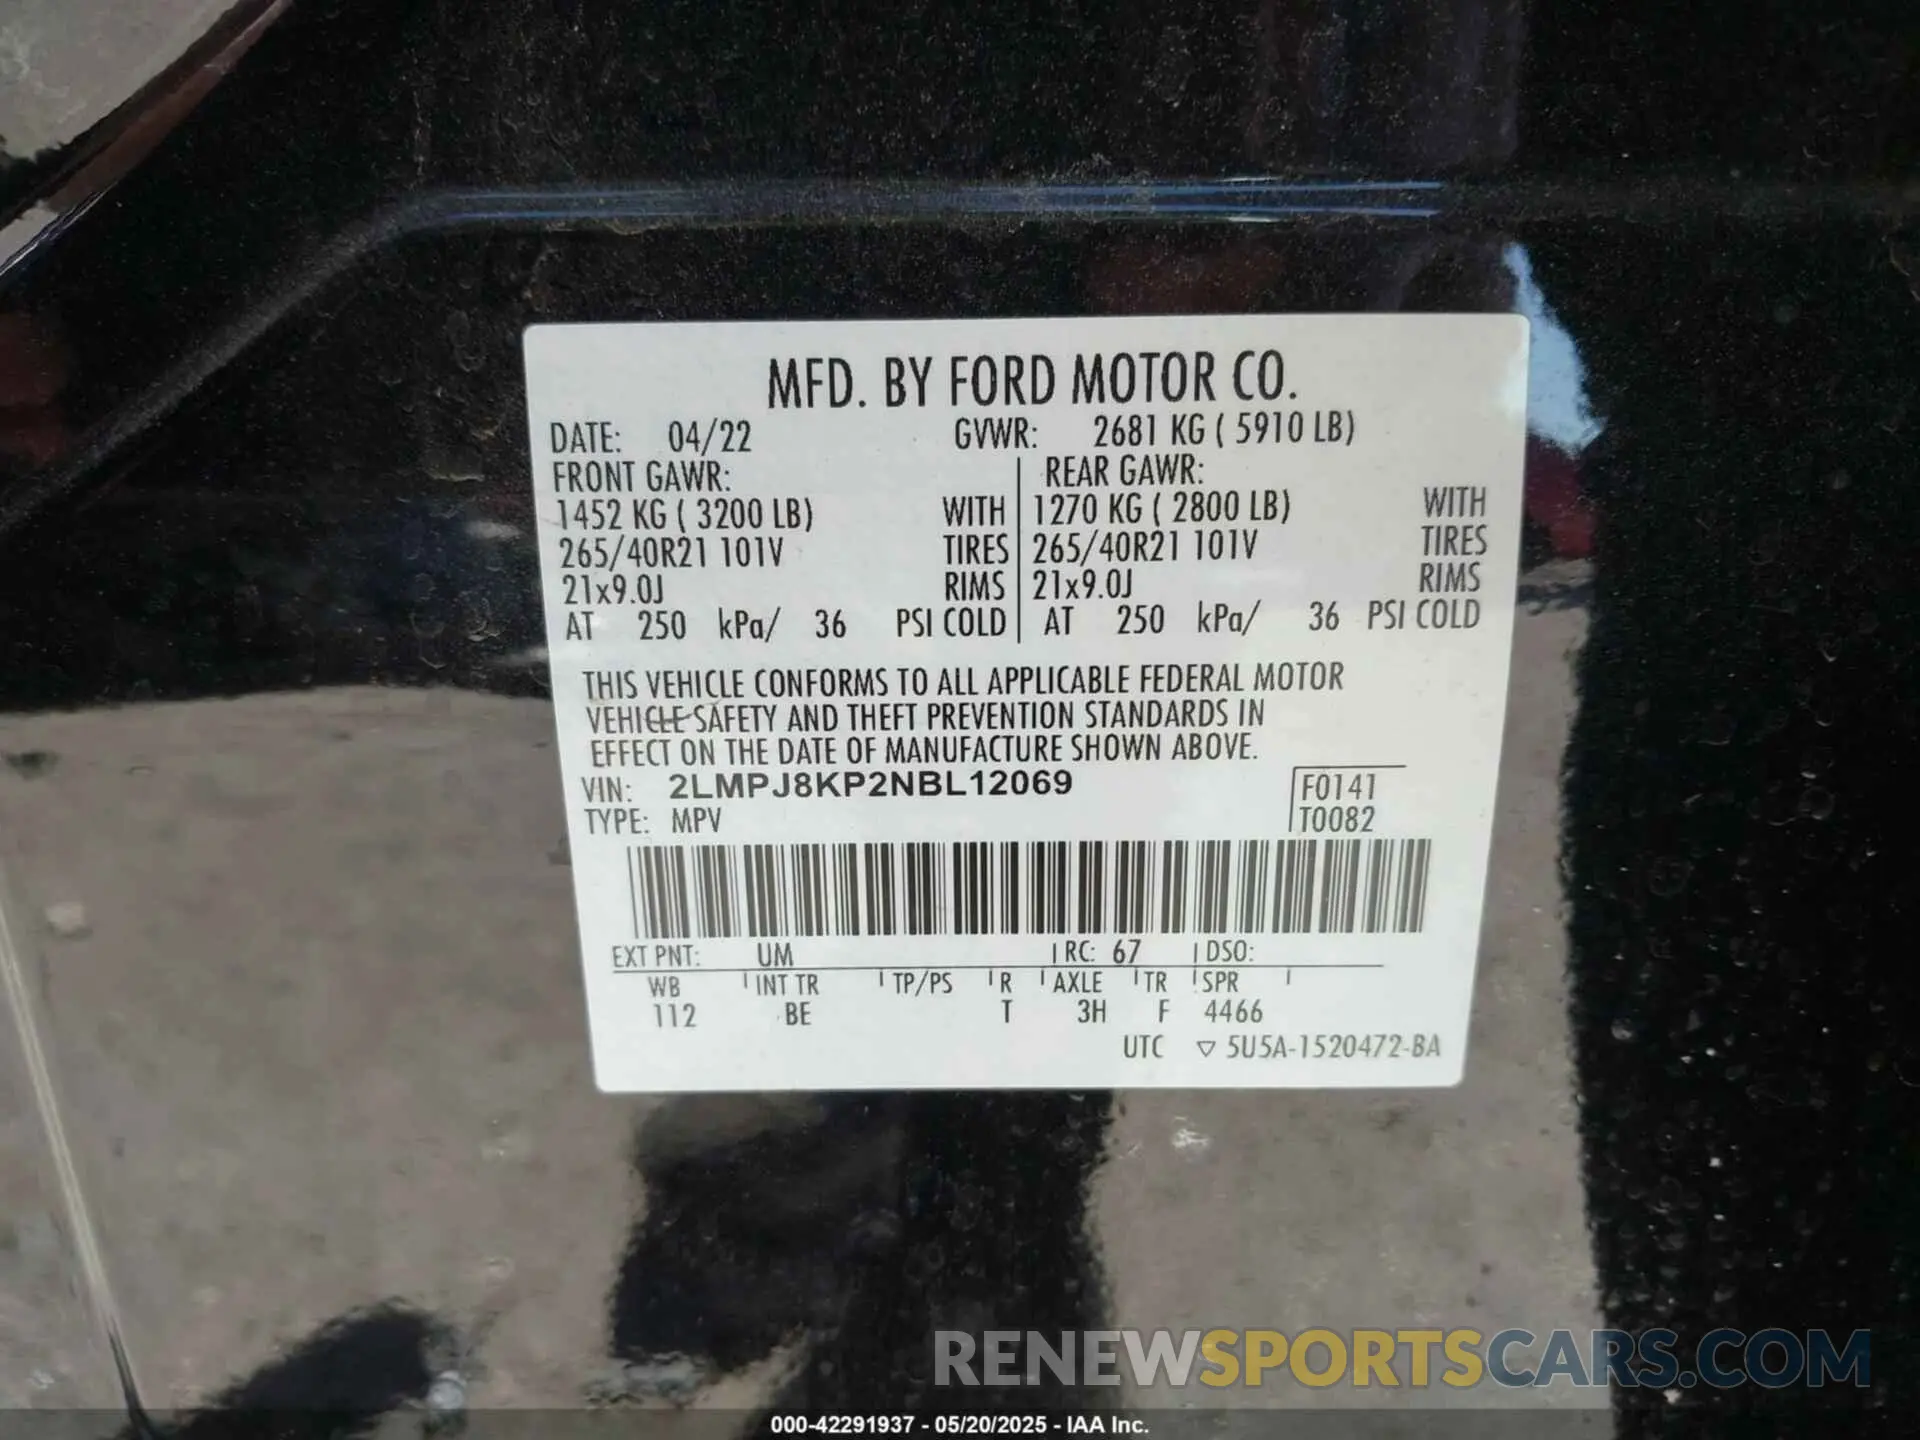 MFD. BY FORD MOTOR CO.
DATE: 04/22 GVWR: 2681 KG ( 5910 LB)
FRONT GAWR: REAR GAWR:
1452 KG ( 3200 LB) WITH 1270 KG ( 2800 LB) WITH
265/40R21 101V TIRES 265/40R21 101V TIRES
21x9.0J RIMS 21x9.0J RIMS
AT 250 kPa/ 36 PSI COLD AT 250 kPa/ 36 PSI COLD
THIS VEHICLE CONFORMS TO ALL APPLICABLE FEDERAL MOTOR
VEHICLE SAFETY AND THEFT PREVENTION STANDARDS IN
EFFECT ON THE DATE OF MANUFACTURE SHOWN ABOVE.
VIN: 2LMPJ8KP2NBL12069 F0141
TYPE: MPV T0082
EXT PNT: UM RC: 67 DSO:
WB INT TR TP/PS R AXLE TR SPR
112 BE T 3H F 4466
UTC ▽ 5U5A-1520472-BA
RENEWSPORTSCARS.COM
000-42291937 - 05/20/2025 - IAA Inc.